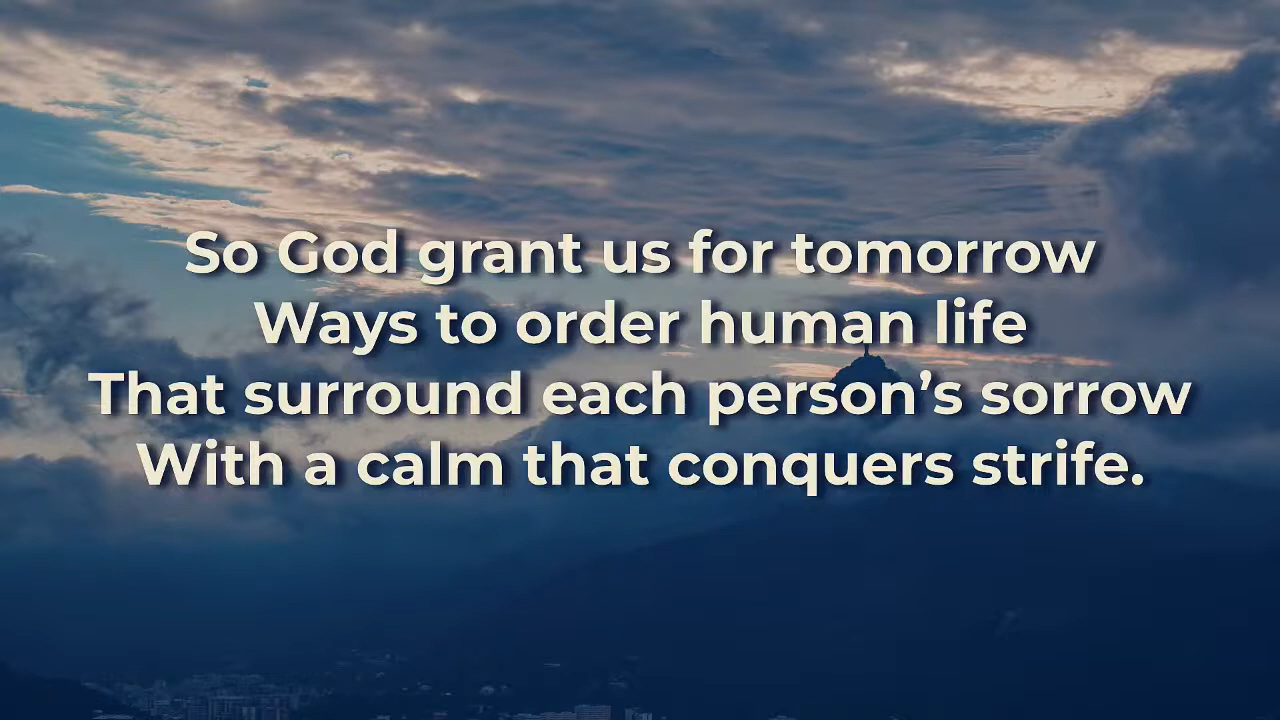 So God grant us for tomorrow
Ways to order human life
That surround each person’s sorrow
With a calm that conquers strife.